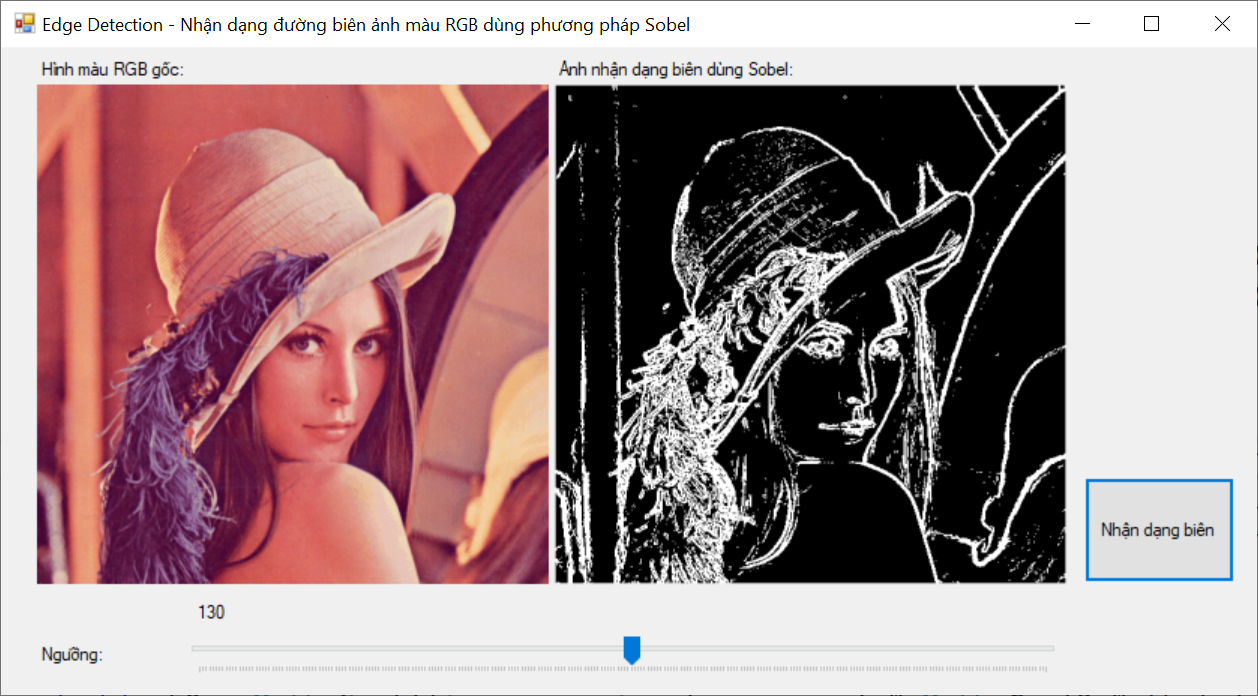 Edge Detection - Nhận dạng đường biên ảnh màu RGB dùng phương pháp Sobel
Hình màu RGB gốc:
Ảnh nhận dạng biên dùng Sobel:
Nhận dạng biên
130
Ngưỡng: